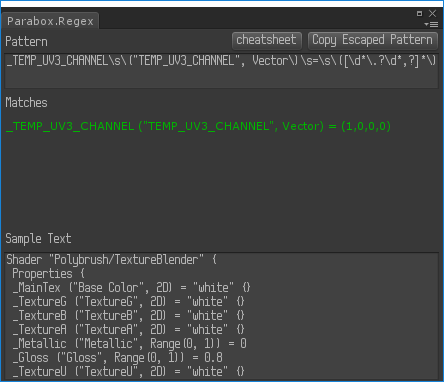 Parabox.Regex
Pattern
cheatsheet
Copy Escaped Pattern
_TEMP_UV3_CHANNEL\s\("TEMP_UV3_CHANNEL", Vector\)\s=\s\([\d*\.?\d*,?]*\)
Matches
_TEMP_UV3_CHANNEL ("TEMP_UV3_CHANNEL", Vector) = (1,0,0,0)
Sample Text
Shader "Polybrush/TextureBlender" {
Properties {
_MainTex ("Base Color", 2D) = "white" {}
_TextureG ("TextureG", 2D) = "white" {}
_TextureB ("TextureB", 2D) = "white" {}
_TextureA ("TextureA", 2D) = "white" {}
_Metallic ("Metallic", Range(0, 1)) = 0
_Gloss ("Gloss", Range(0, 1)) = 0.8
_TextureU ("TextureU", 2D) = "white" {}